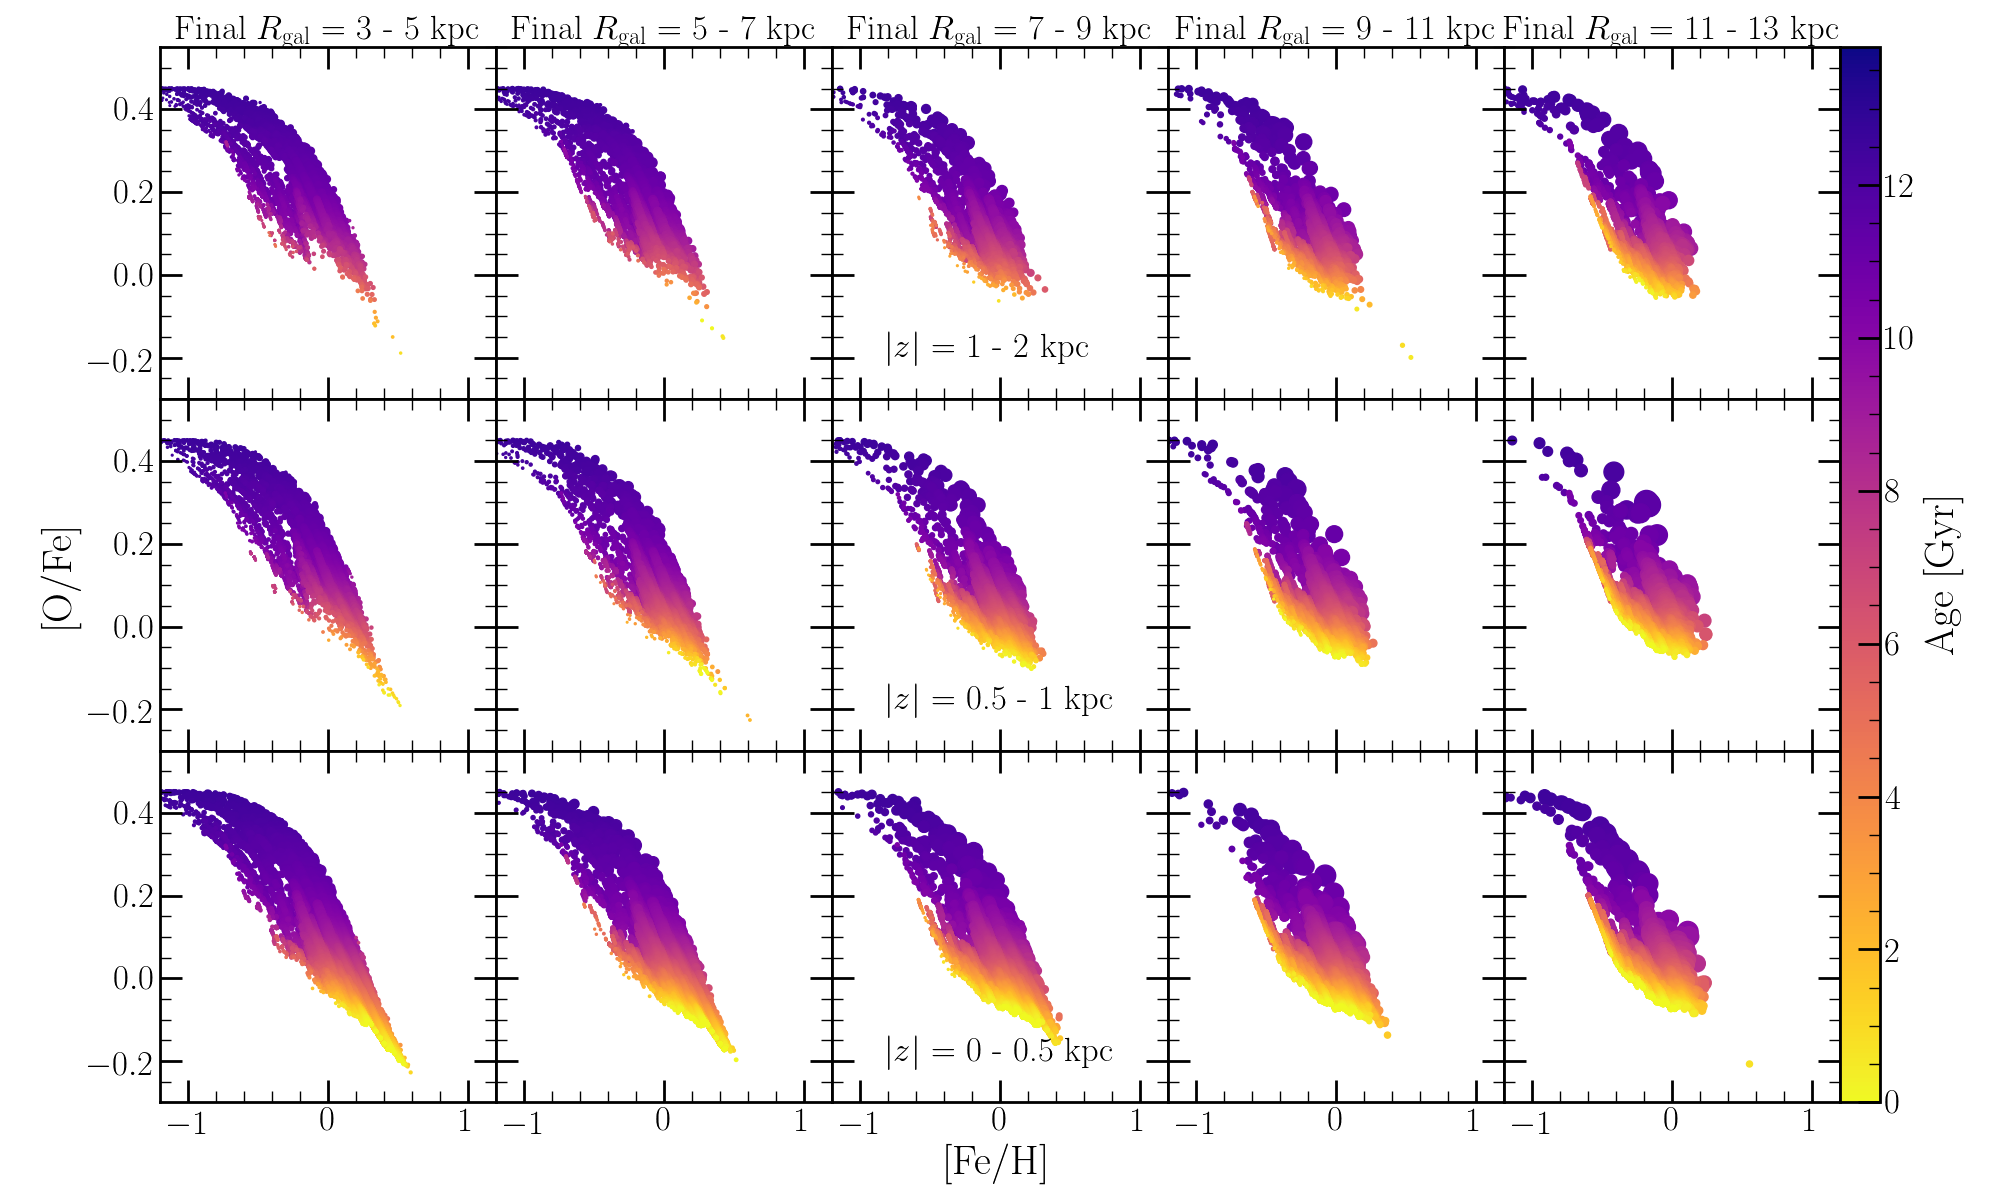 Final R_gal = 3 - 5 kpc
Final R_gal = 5 - 7 kpc
Final R_gal = 7 - 9 kpc
Final R_gal = 9 - 11 kpc
Final R_gal = 11 - 13 kpc
0.4
0.2
0.0
−0.2
|z| = 1 - 2 kpc
0.4
0.2
0.0
−0.2
|z| = 0.5 - 1 kpc
0.4
0.2
0.0
−0.2
|z| = 0 - 0.5 kpc
−1 0 1
−1 0 1
−1 0 1
−1 0 1
−1 0 1
[Fe/H]
[O/Fe]
12
10
8
6
4
2
0
Age [Gyr]